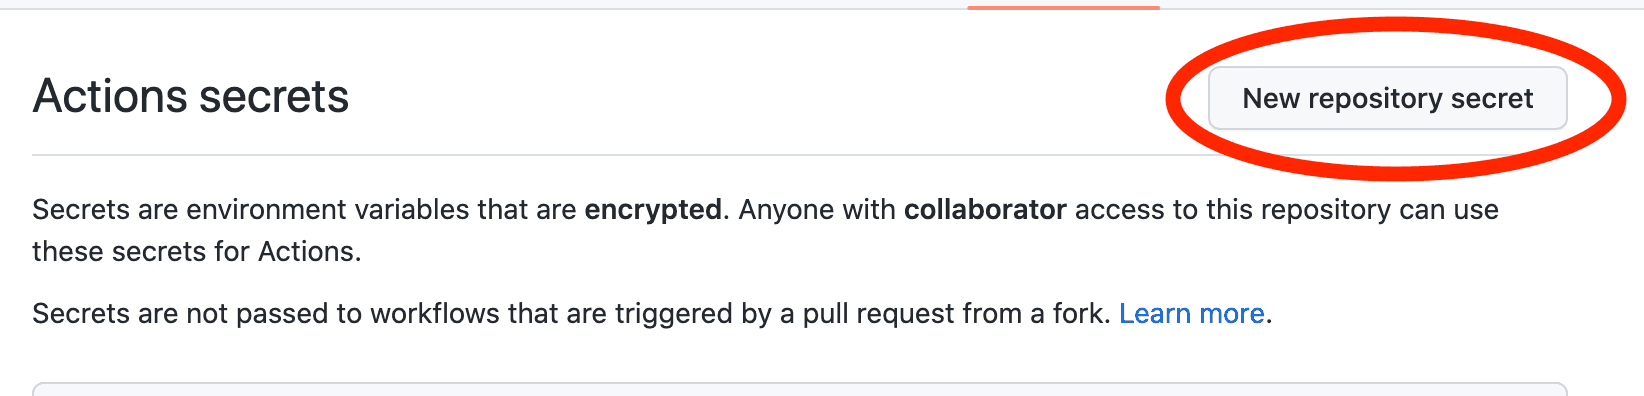 Actions secrets
New repository secret
Secrets are environment variables that are encrypted. Anyone with collaborator access to this repository can use
these secrets for Actions.
Secrets are not passed to workflows that are triggered by a pull request from a fork. Learn more.